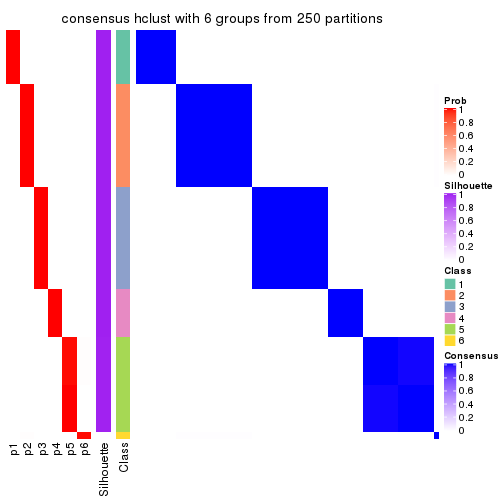 consensus hclust with 6 groups from 250 partitions
Prob
1
0.8
0.6
0.4
0.2
0
Silhouette
1
0.8
0.6
0.4
0.2
0
Class
1
2
3
4
5
6
Consensus
1
0.8
0.6
0.4
0.2
0
p1
p2
p3
p4
p5
p6
Silhouette
Class